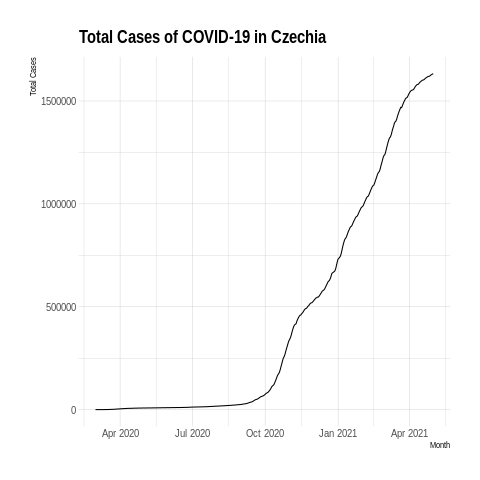 Total Cases of COVID-19 in Czechia
Total Cases
1500000
1000000
500000
0
Apr 2020 Jul 2020 Oct 2020 Jan 2021 Apr 2021
Month